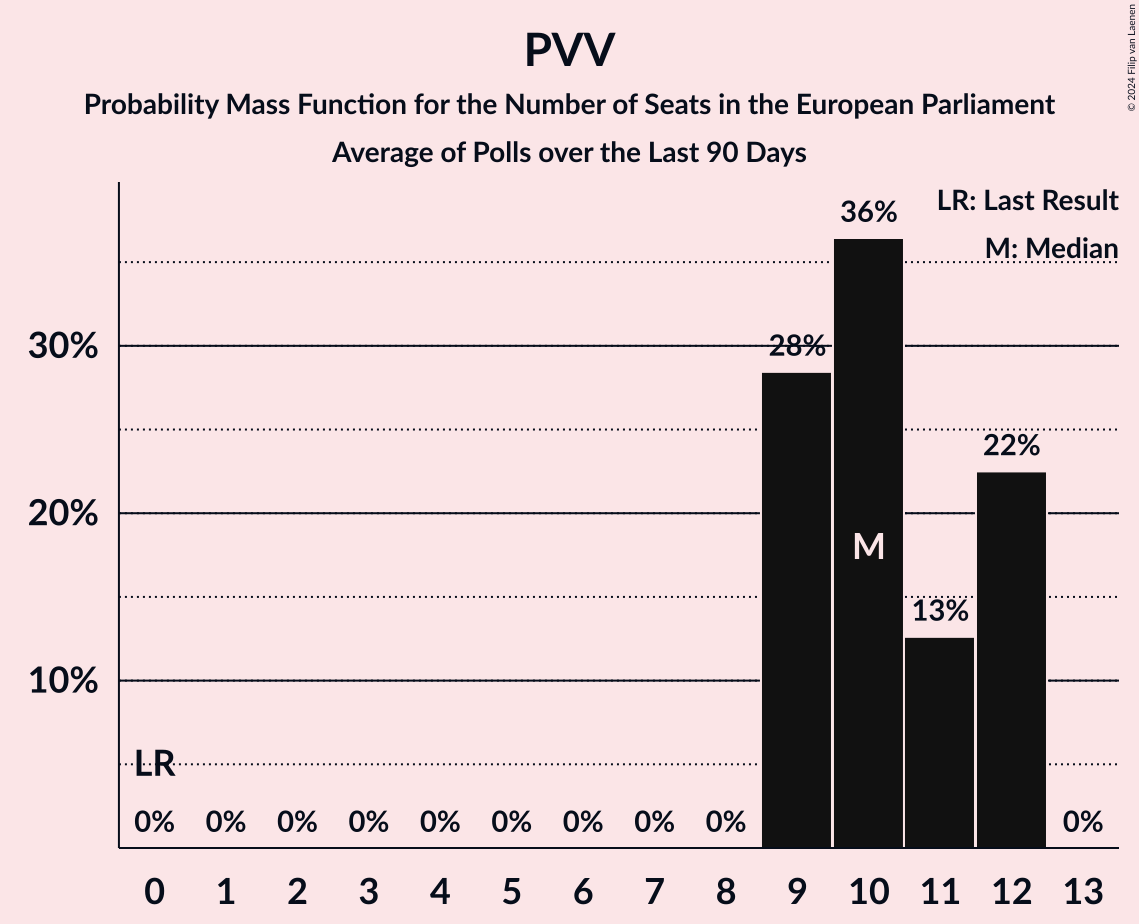 PVV
Probability Mass Function for the Number of Seats in the European Parliament
Average of Polls over the Last 90 Days
© 2024 Filip van Laenen
LR: Last Result
M: Median
36%
30%
28%
22%
20%
M
13%
10%
LR
0% 0% 0% 0% 0% 0% 0% 0% 0% 0%
0 1 2 3 4 5 6 7 8 9 10 11 12 13